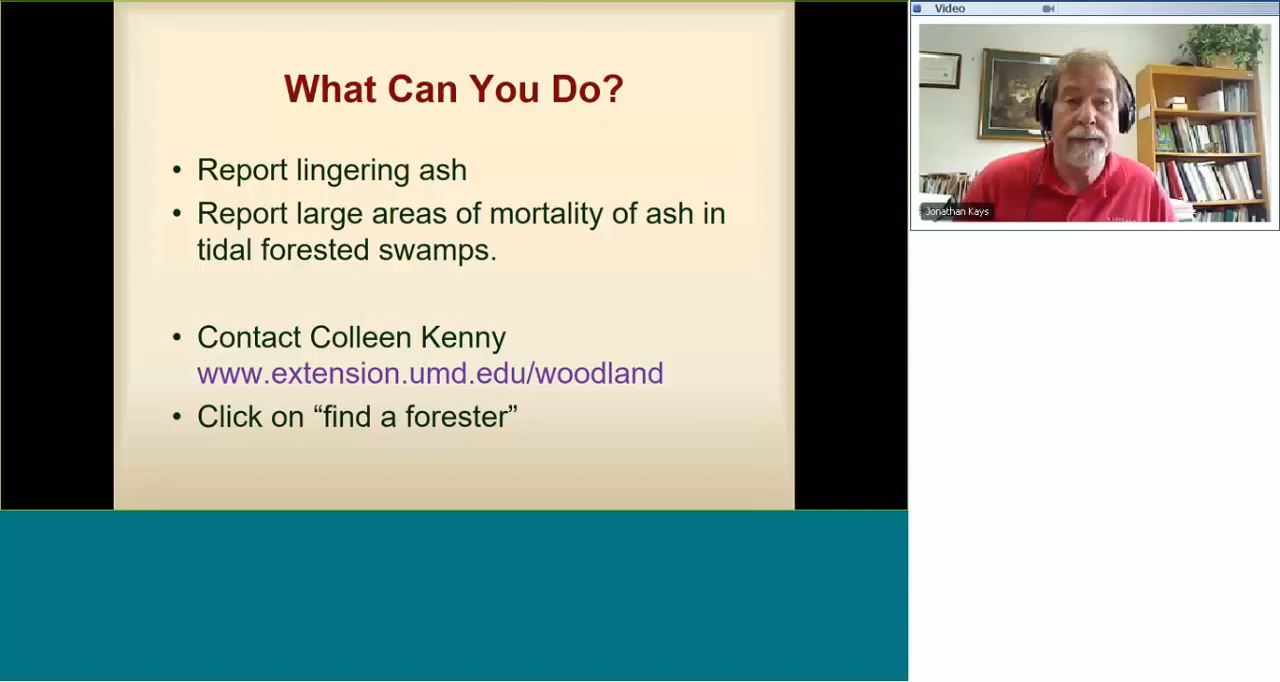 What Can You Do?
• Report lingering ash
• Report large areas of mortality of ash in
tidal forested swamps.
• Contact Colleen Kenny
www.extension.umd.edu/woodland
• Click on “find a forester”
Video
Jonathan Kays